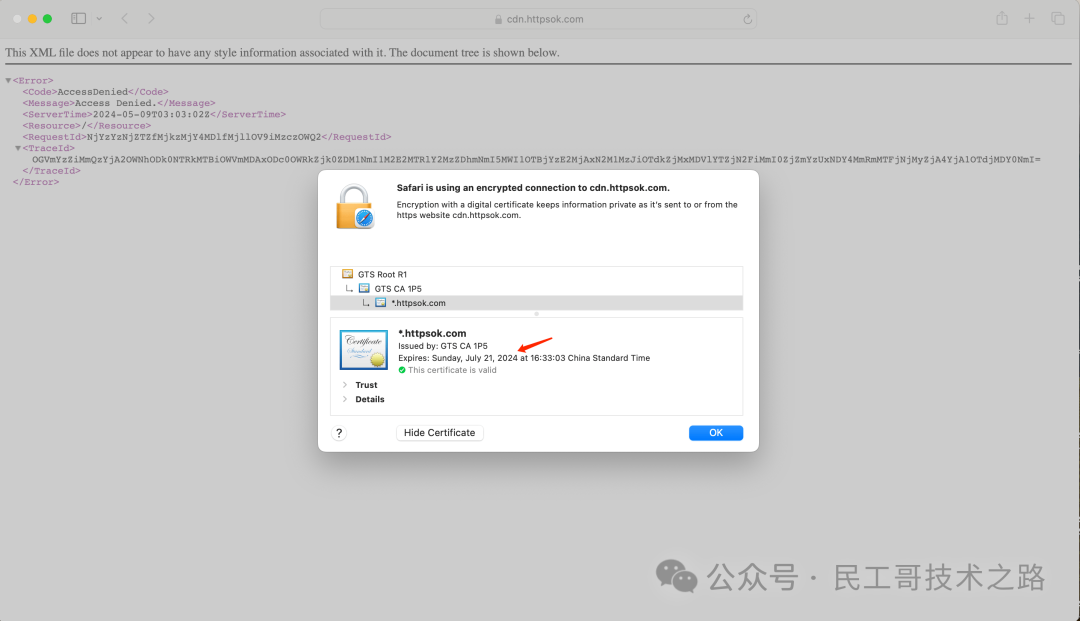 cdn.httpsok.com
This XML file does not appear to have any style information associated with it. The document tree is shown below.
▼<Error>
<Code>AccessDenied</Code>
<Message>Access Denied.</Message>
<ServerTime>2024-05-09T03:03:02Z</ServerTime>
<Resource>/</Resource>
▼<TraceId>
</TraceId>
</Error>
Safari is using an encrypted connection to cdn.httpsok.com.
Encryption with a digital certificate keeps information private as it's sent to or from the
https website cdn.httpsok.com.
GTS Root R1
GTS CA 1P5
*.httpsok.com
Certificate
Standard
*.httpsok.com
Issued by: GTS CA 1P5
Expires: Sunday, July 21, 2024 at 16:33:03 China Standard Time
This certificate is valid
Trust
Details
?
Hide Certificate
OK
公众号 · 民工哥技术之路